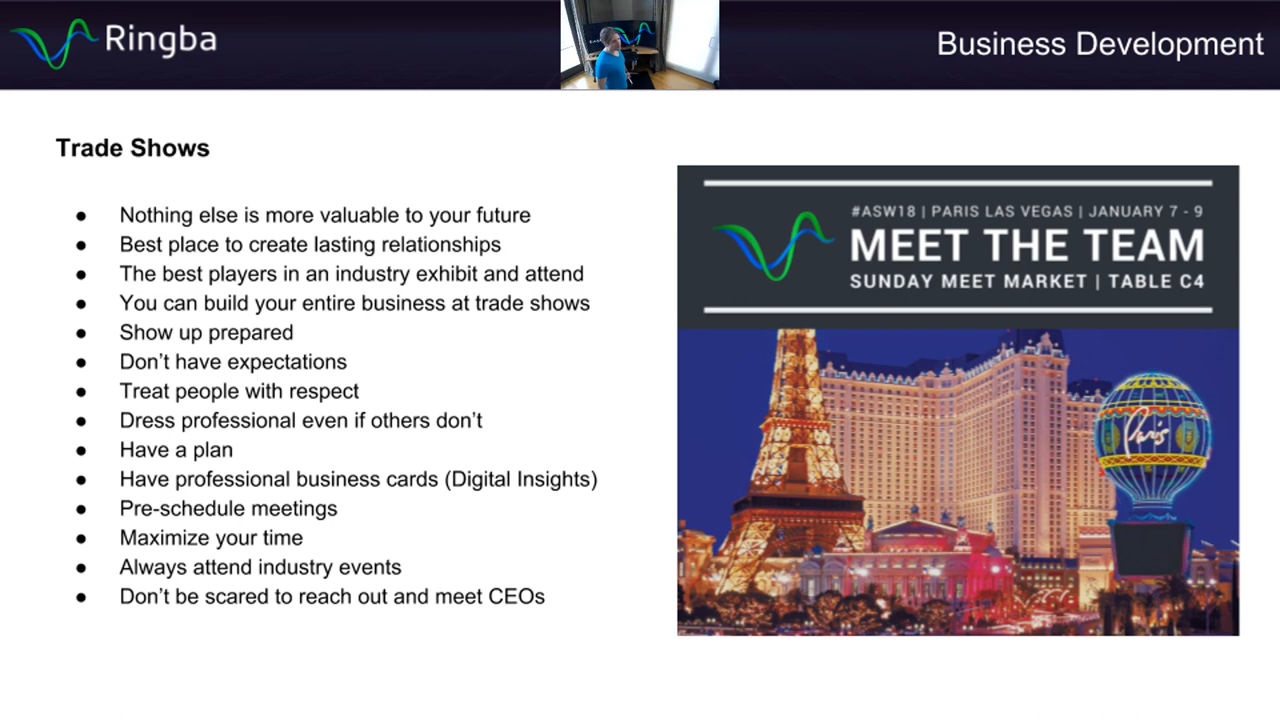 Ringba
Business Development
Trade Shows
● Nothing else is more valuable to your future
● Best place to create lasting relationships
● The best players in an industry exhibit and attend
● You can build your entire business at trade shows
● Show up prepared
● Don’t have expectations
● Treat people with respect
● Dress professional even if others don’t
● Have a plan
● Have professional business cards (Digital Insights)
● Pre-schedule meetings
● Maximize your time
● Always attend industry events
● Don’t be scared to reach out and meet CEOs
#ASW18 | PARIS LAS VEGAS | JANUARY 7 - 9
MEET THE TEAM
SUNDAY MEET MARKET | TABLE C4
Paris